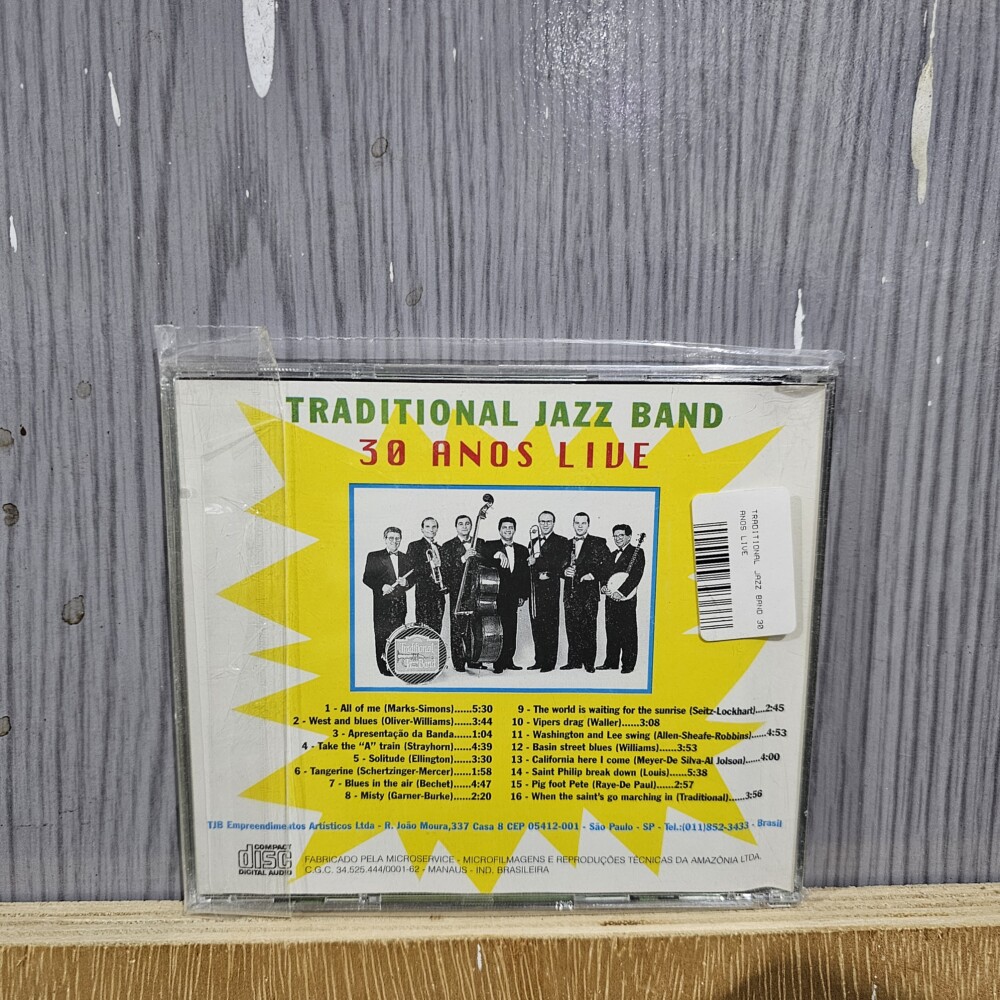 TRADITIONAL JAZZ BAND
30 ANOS LIVE
TRADITIONAL JAZZ BAND 30
ANOS LIVE
Traditional
Jazz Band
1 - All of me (Marks-Simons)......5:30
2 - West and blues (Oliver-Williams)......3:44
3 - Apresentação da Banda......1:04
4 - Take the “A” train (Strayhorn)......4:39
5 - Solitude (Ellington)......3:30
6 - Tangerine (Schertzinger-Mercer)......1:58
7 - Blues in the air (Bechet)......4:47
8 - Misty (Garner-Burke)......2:20
9 - The world is waiting for the sunrise (Seitz-Lockhart)....2:45
10 - Vipers drag (Waller)......3:08
11 - Washington and Lee swing (Allen-Sheafe-Robbins).....4:53
12 - Basin street blues (Williams)......3:53
13 - California here I come (Meyer-De Silva-Al Jolson).....4:00
14 - Saint Philip break down (Louis)......5:38
15 - Pig foot Pete (Raye-De Paul)......2:57
16 - When the saint's go marching in (Traditional)......3:56
TJB Empreendimentos Artísticos Ltda - R. João Moura,337 Casa 8 CEP 05412-001 - São Paulo - SP - Tel.:(011)852-3433 - Brasil
COMPACT
disc
DIGITAL AUDIO
FABRICADO PELA MICROSERVICE - MICROFILMAGENS E REPRODUÇÕES TÉCNICAS DA AMAZÔNIA LTDA.
C.G.C. 34.525.444/0001-62 - MANAUS - IND. BRASILEIRA